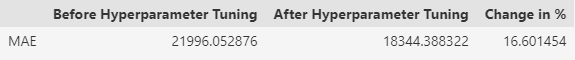 Before Hyperparameter Tuning After Hyperparameter Tuning Change in %
MAE 21996.052876 18344.388322 16.601454